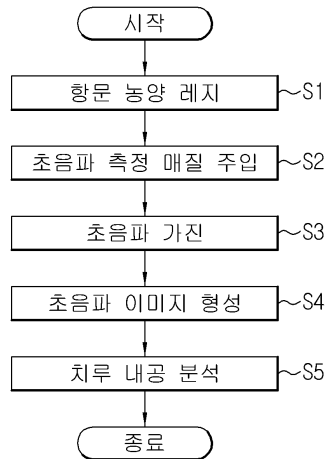 시작
항문 농양 레지 S1
초음파 측정 매질 주입 S2
초음파 가진 S3
초음파 이미지 형성 S4
치루 내공 분석 S5
종료